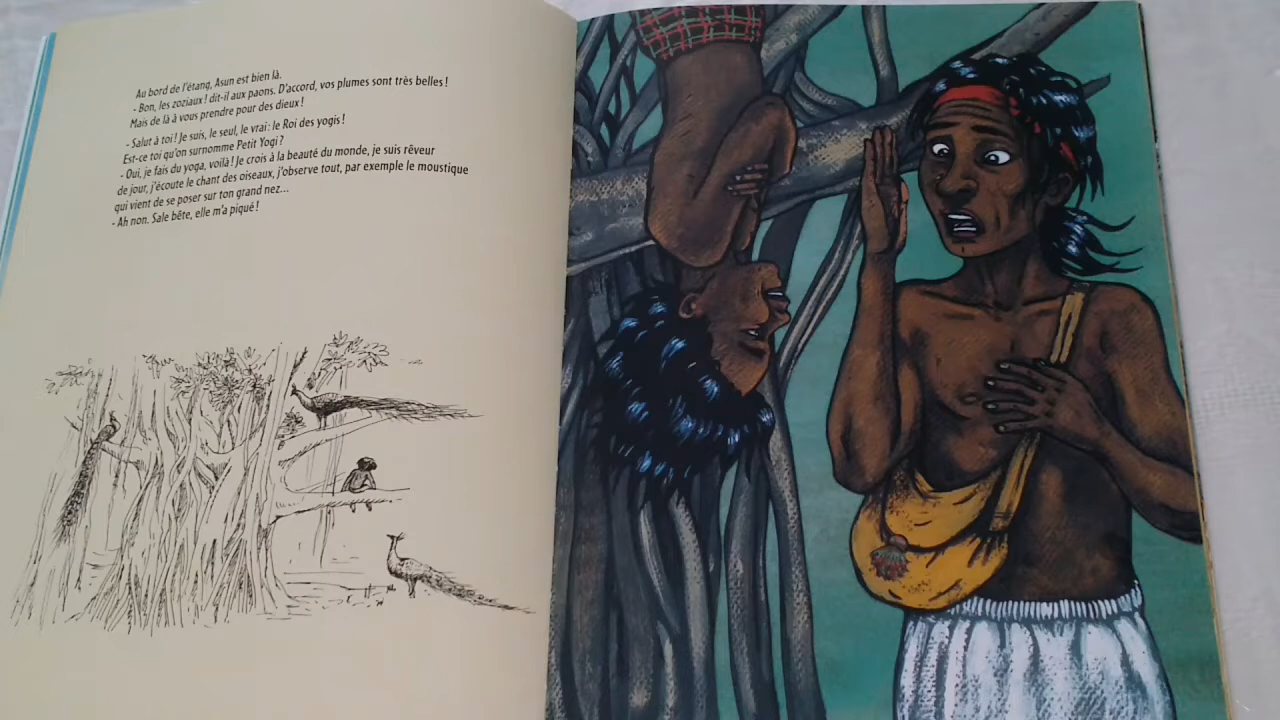 Au bord de l'étang, Asun est bien là.
- Bon, les zoziaux ! dit-il aux paons. D'accord, vos plumes sont très belles !
Mais de là à vous prendre pour des dieux !
- Salut à toi ! Je suis, le seul, le vrai : le Roi des yogis !
Est-ce toi qu'on surnomme Petit Yogi ?
- Oui, je fais du yoga, voilà ! Je crois à la beauté du monde, je suis rêveur
de jour, j'écoute le chant des oiseaux, j'observe tout, par exemple le moustique
qui vient de se poser sur ton grand nez...
- Ah non. Sale bête, elle m'a piqué !